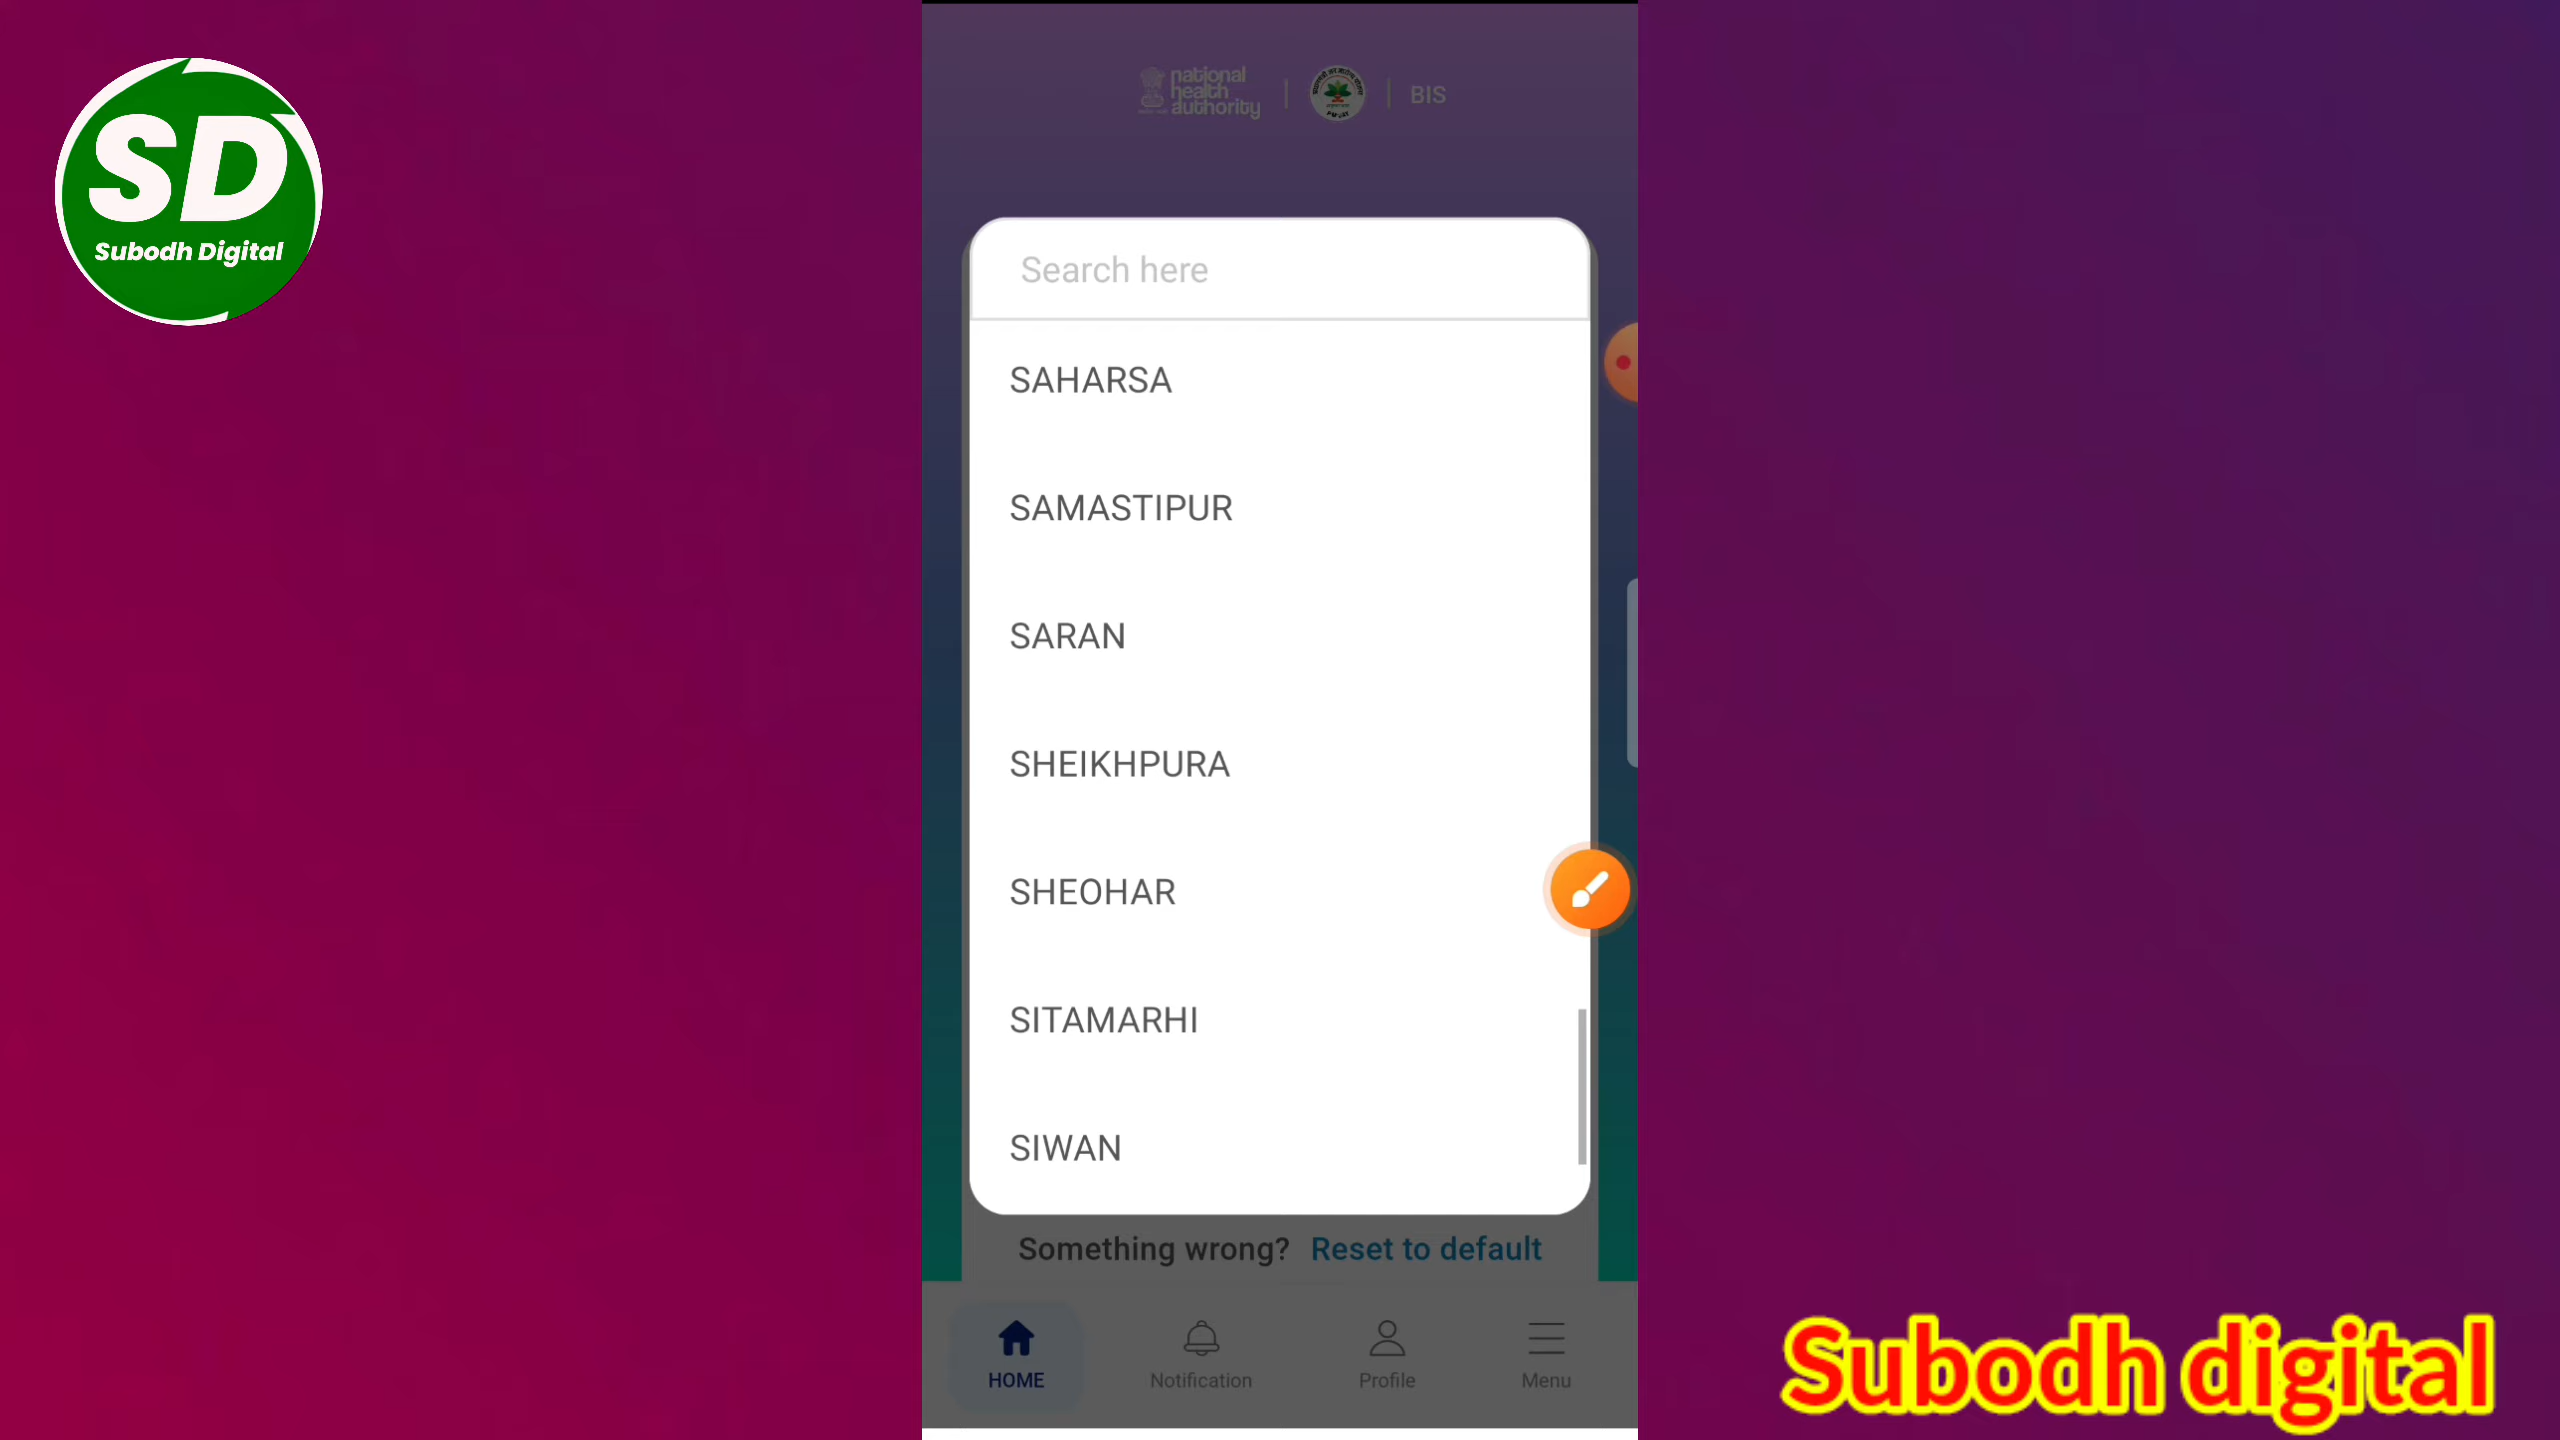 SD
Subodh Digital
national
health
authority
BIS
Search here
SAHARSA
SAMASTIPUR
SARAN
SHEIKHPURA
SHEOHAR
SITAMARHI
SIWAN
Something wrong? Reset to default
HOME Notification Profile Menu
Subodh digital